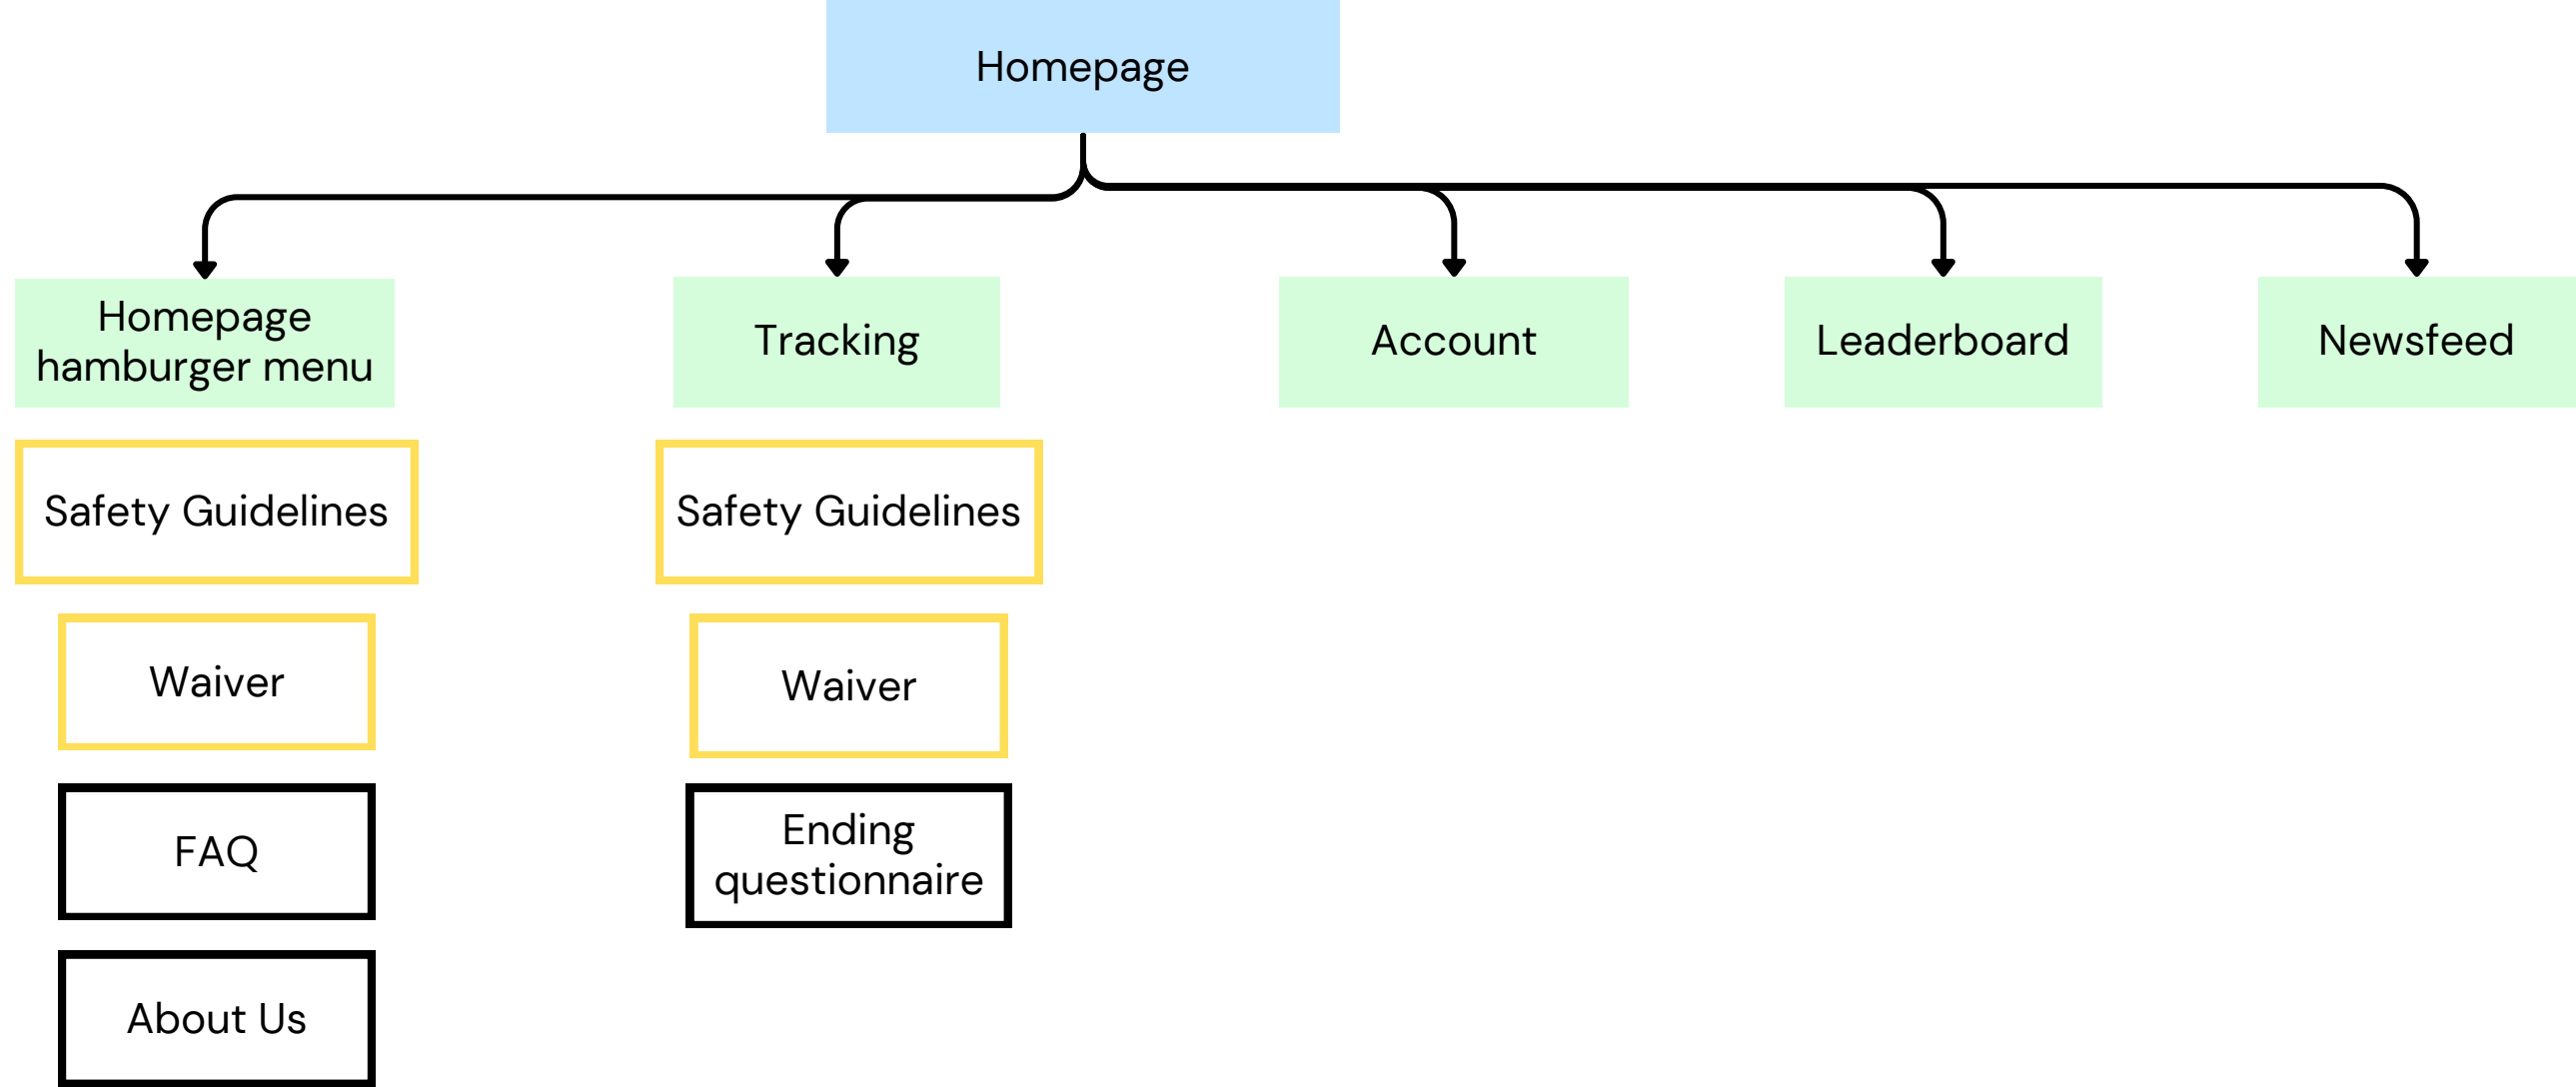 Homepage
Homepage
hamburger menu
Tracking
Account
Leaderboard
Newsfeed
Safety Guidelines
Safety Guidelines
Waiver
Waiver
FAQ
Ending
questionnaire
About Us